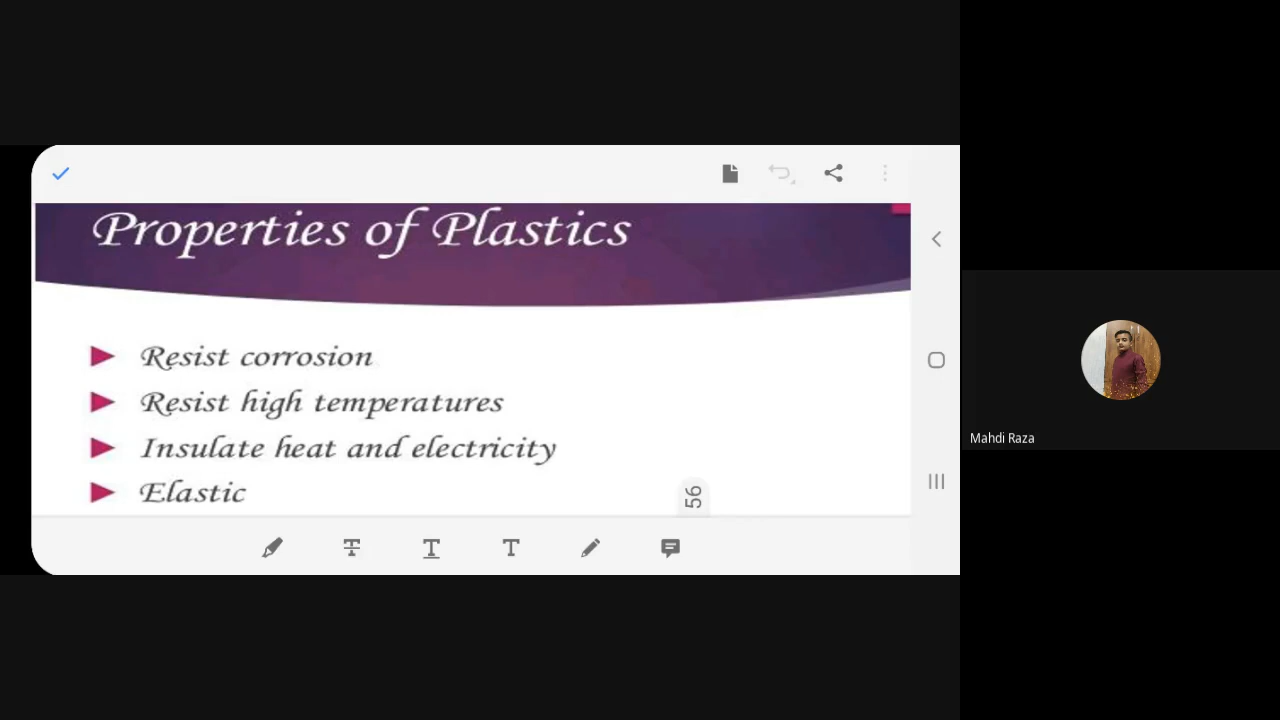 Properties of Plastics
Resist corrosion
Resist high temperatures
Insulate heat and electricity
Elastic
56
Mahdi Raza